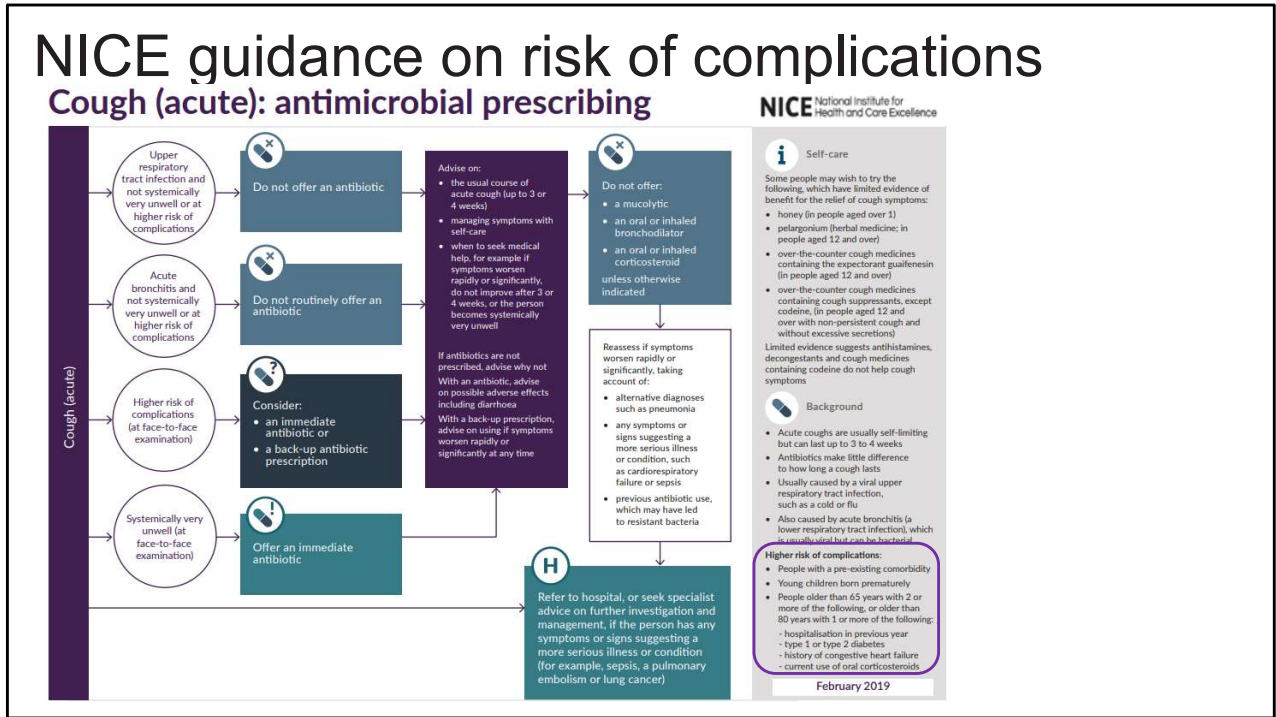 NICE guidance on risk of complications
Cough (acute): antimicrobial prescribing
NICE National Institute for
Health and Care Excellence
Cough (acute)
Upper
respiratory
tract infection and
not systemically
very unwell or at
higher risk of
complications
Do not offer an antibiotic
Acute
bronchitis and
not systemically
very unwell or at
higher risk of
complications
Do not routinely offer an
antibiotic
Higher risk of
complications
(at face-to-face
examination)
Consider:
• an immediate
antibiotic or
• a back-up antibiotic
prescription
Systemically very
unwell (at
face-to-face
examination)
Offer an immediate
antibiotic
Advise on:
• the usual course of
acute cough (up to 3 or
4 weeks)
• managing symptoms with
self-care
• when to seek medical
help, for example if
symptoms worsen
rapidly or significantly,
do not improve after 3 or
4 weeks, or the person
becomes systemically
very unwell
If antibiotics are not
prescribed, advise why not
With an antbiotic, advise
on possible adverse effects
including diarrhoea
With a back-up prescription,
advise on using if symptoms
worsen rapidly or
significantly at any time
Do not offer:
• a mucolytic
• an oral or inhaled
bronchodilator
• an oral or inhaled
corticosteroid
unless otherwise
indicated
Reassess if symptoms
worsen rapidly or
significantly, taking
account of:
• alternative diagnoses
such as pneumonia
• any symptoms or
signs suggesting a
more serious illness
or condition, such
as cardiorespiratory
failure or sepsis
• previous antibiotic use,
which may have led
to resistant bacteria
H
Refer to hospital, or seek specialist
advice on further investigation and
management, if the person has any
symptoms or signs suggesting a
more serious illness or condition
(for example, sepsis, a pulmonary
embolism or lung cancer)
Self-care
Some people may wish to try the
following, which have limited evidence of
benefit for the relief of cough symptoms:
• honey (in people aged over 1)
• pelargonium (herbal medicine; in
people aged 12 and over)
• over-the-counter cough medicines
containing the expectorant guaifenesin
(in people aged 12 and over)
• over-the-counter cough medicines
containing cough suppressants, except
codeine, (in people aged 12 and
over with non-persistent cough and
without excessive secretions)
Limited evidence suggests antihistamines,
decongestants and cough medicines
containing codeine do not help cough
symptoms
Background
• Acute coughs are usually self-limiting
but can last up to 3 to 4 weeks
• Antibiotics make little difference
to how long a cough lasts
• Usually caused by a viral upper
respiratory tract infection,
such as a cold or flu
• Also caused by acute bronchitis (a
lower respiratory tract infection), which
is usually viral but can be bacterial
Higher risk of complications:
• People with a pre-existing comorbidity
• Young children born prematurely
• People older than 65 years with 2 or
more of the following, or older than
80 years with 1 or more of the following:
- hospitalisation in previous year
- type 1 or type 2 diabetes
- history of congestive heart failure
- current use of oral corticosteroids
February 2019